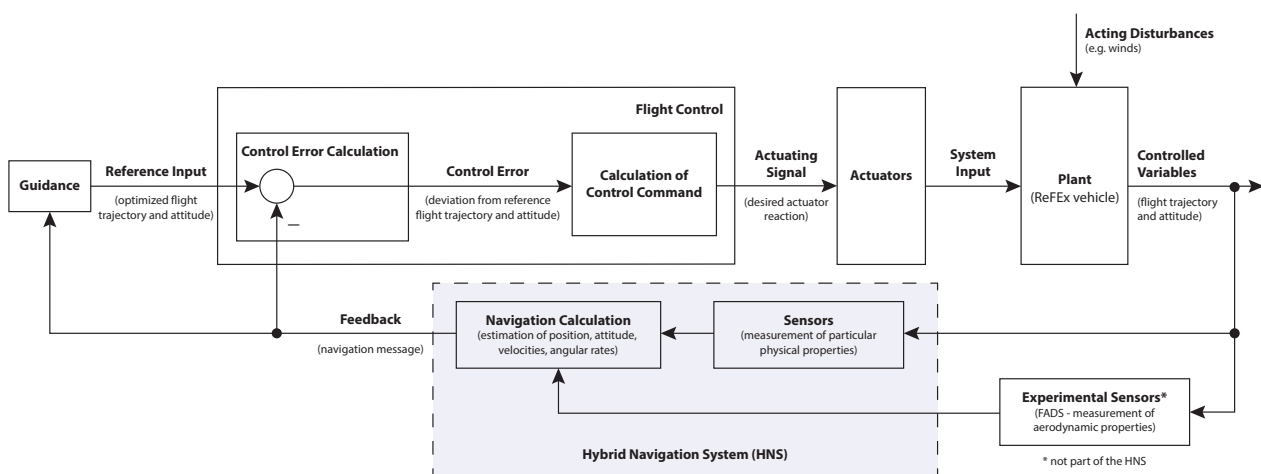 Acting Disturbances
(e.g. winds)
Flight Control
Control Error Calculation
Guidance
Reference Input
(optimized flight
trajectory and attitude)
Control Error
(deviation from reference
flight trajectory and attitude)
Calculation of
Control Command
Actuating
Signal
(desired actuator
reaction)
Actuators
System
Input
Plant
(ReFEx vehicle)
Controlled
Variables
(flight trajectory
and attitude)
–
Feedback
(navigation message)
Navigation Calculation
(estimation of position, attitude,
velocities, angular rates)
Sensors
(measurement of particular
physical properties)
Experimental Sensors*
(FADS - measurement of
aerodynamic properties)
Hybrid Navigation System (HNS)
* not part of the HNS